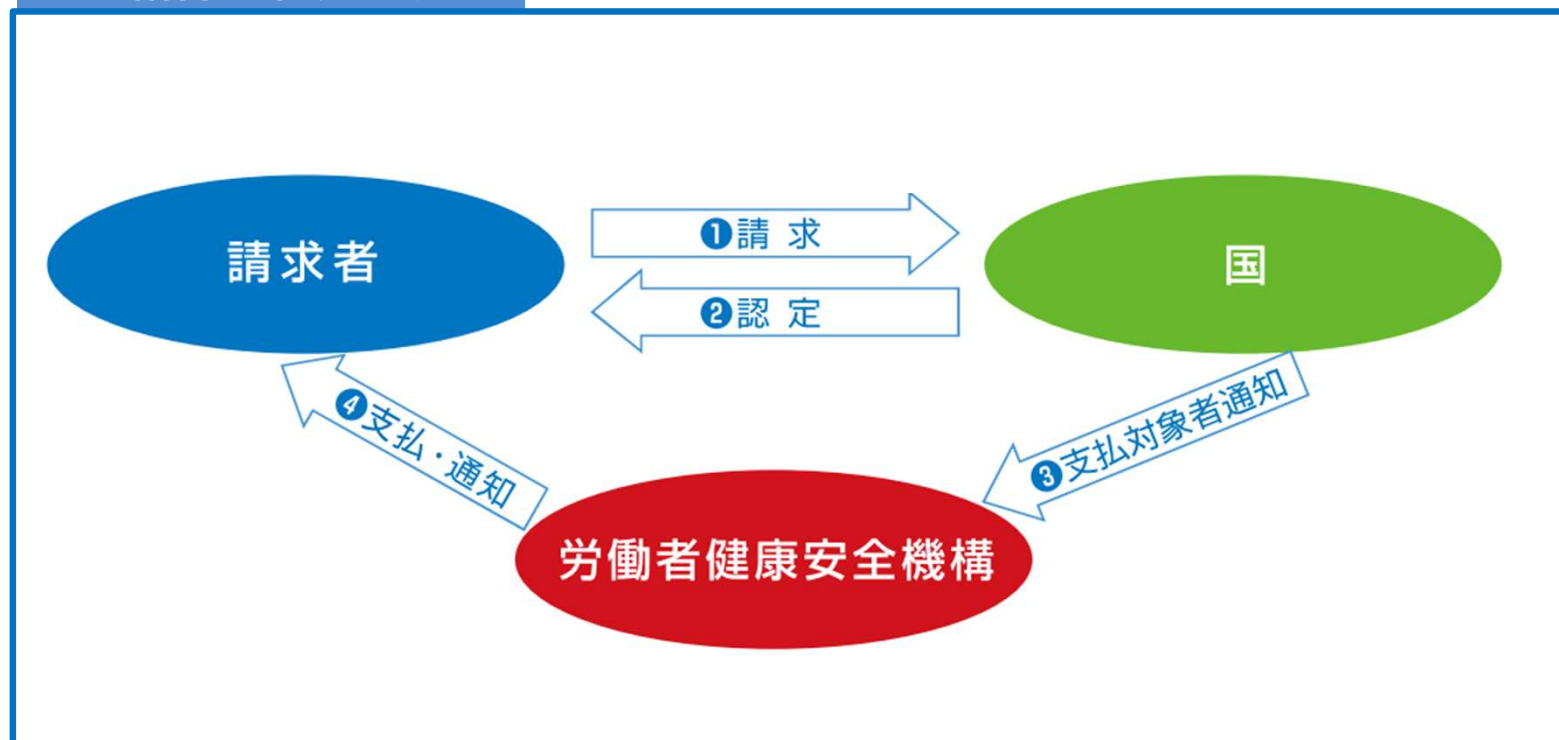 請求者
❶請 求
国
❷認 定
❸支払対象者通知
❹支払・通知
労働者健康安全機構